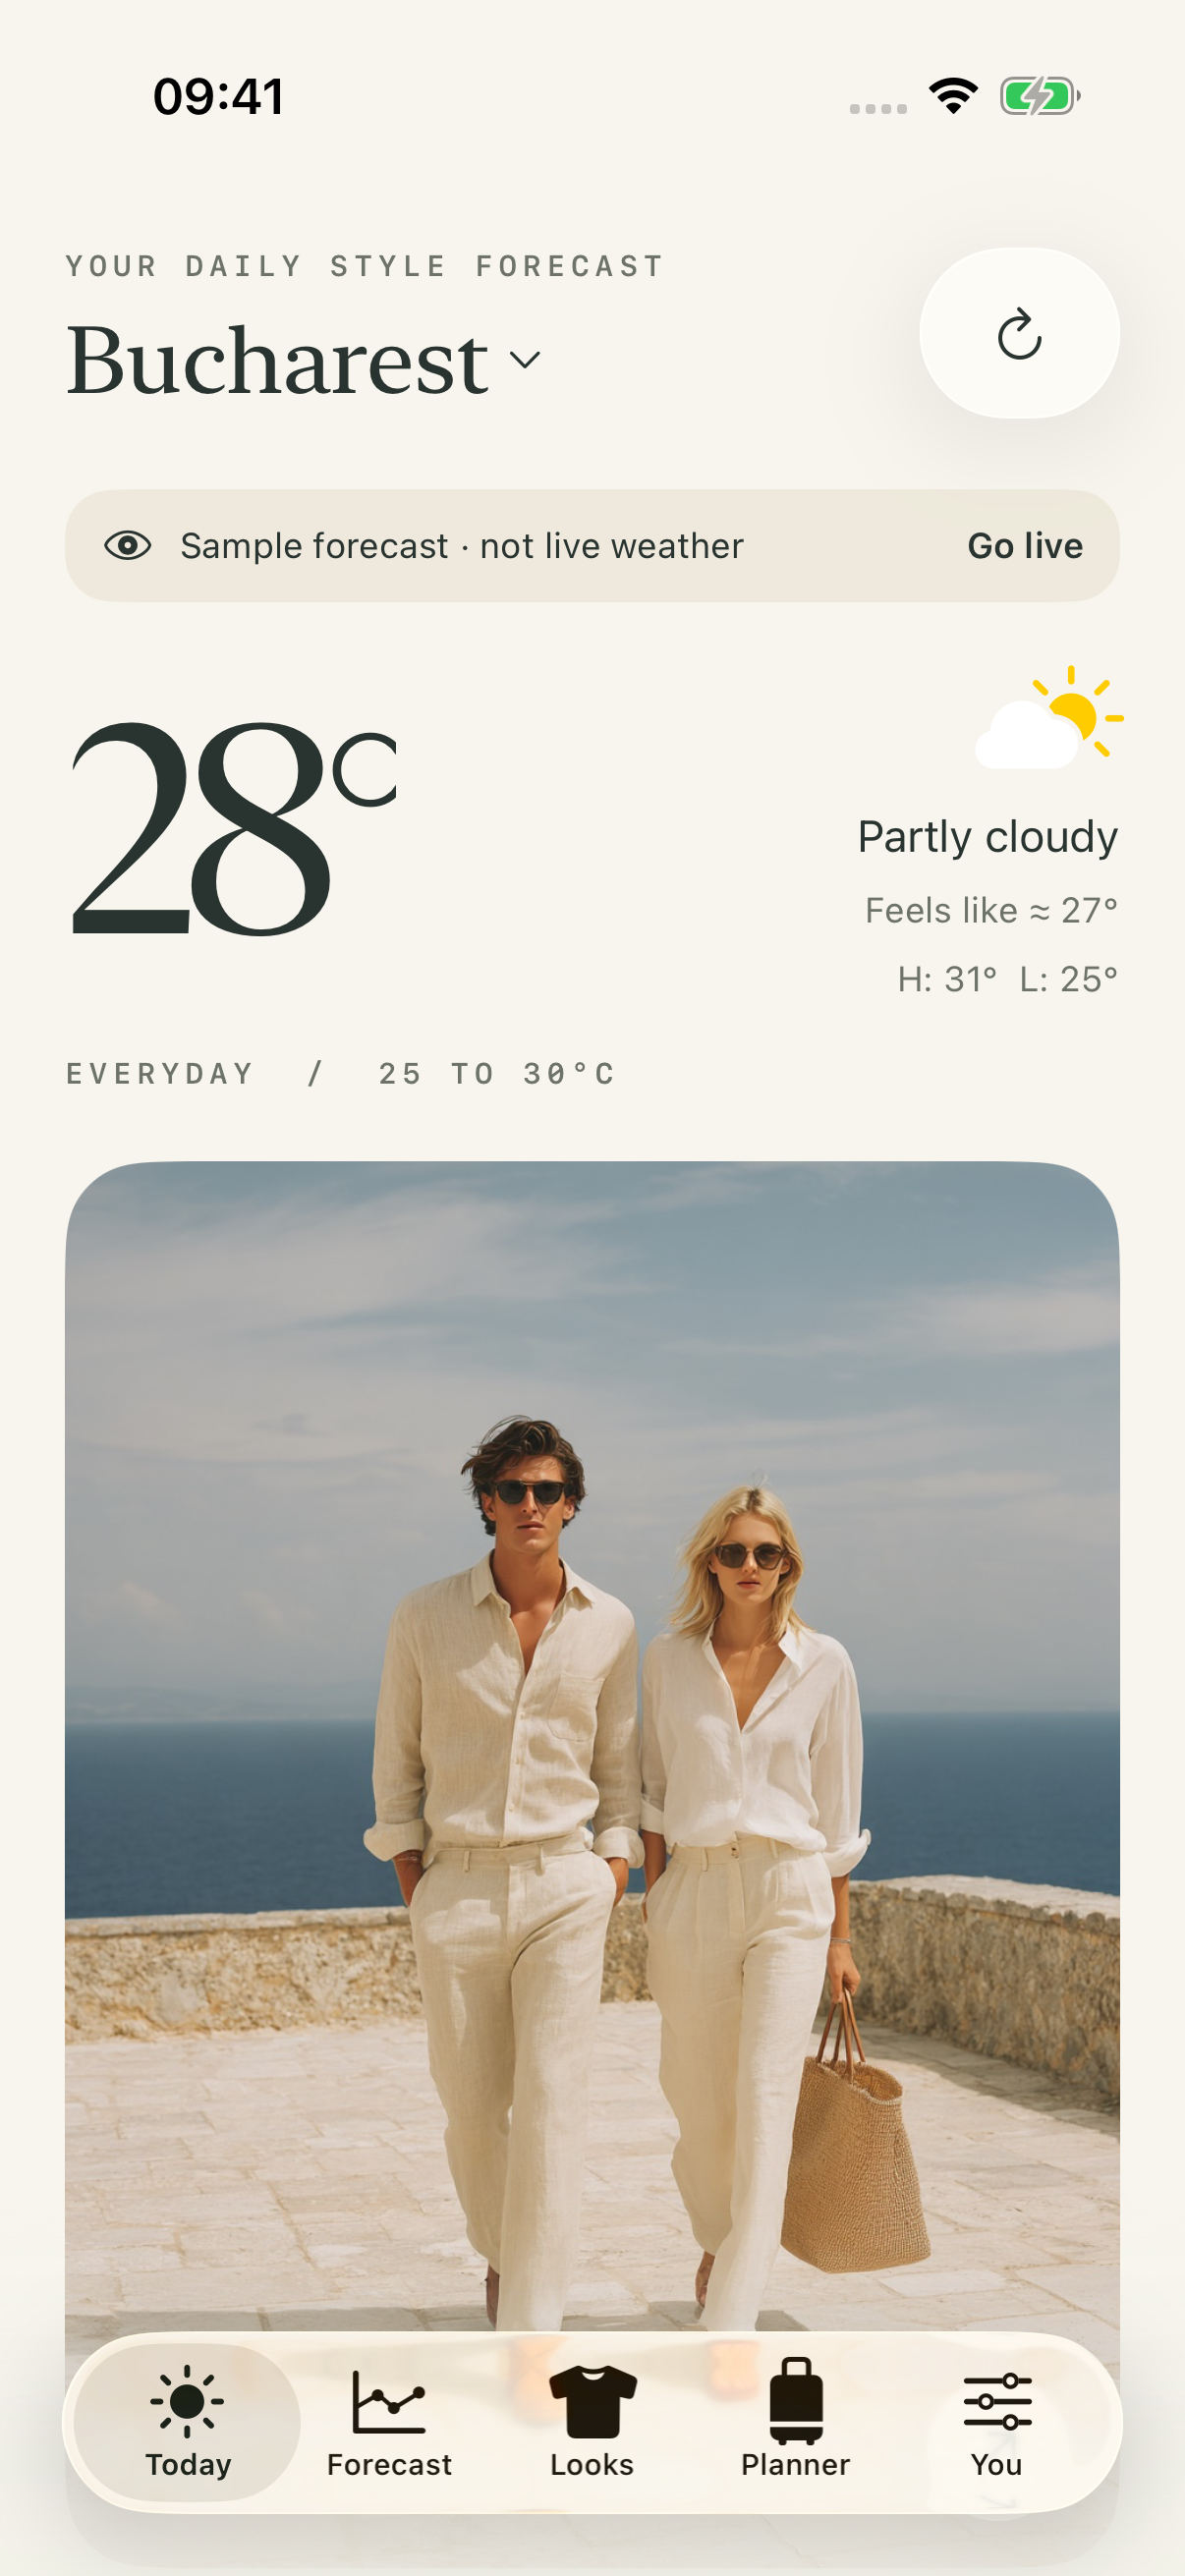 09:41
YOUR DAILY STYLE FORECAST
Bucharest
Sample forecast · not live weather
Go live
28C
Partly cloudy
Feels like ≈ 27°
H: 31° L: 25°
EVERYDAY / 25 TO 30°C
Today
Forecast
Looks
Planner
You